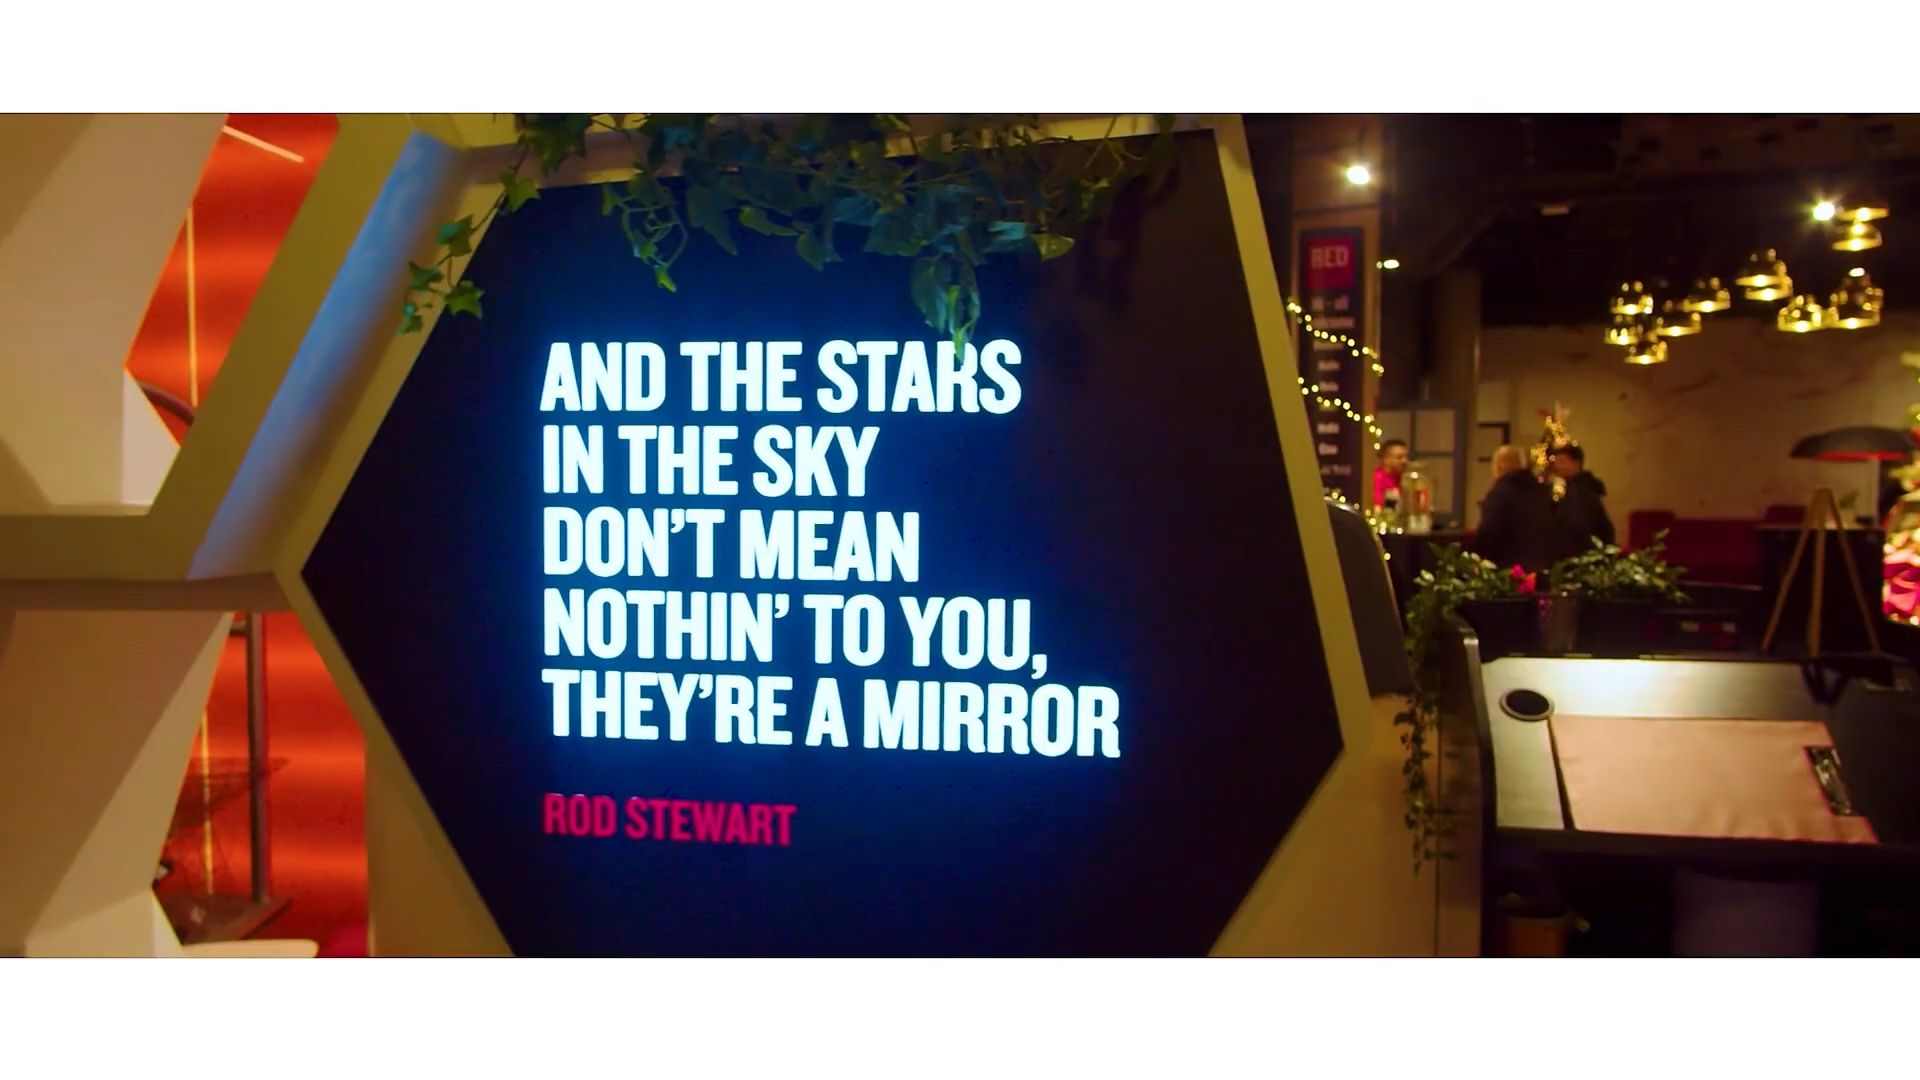 AND THE STARS
IN THE SKY
DON'T MEAN
NOTHIN' TO YOU,
THEY'RE A MIRROR
ROD STEWART
RED